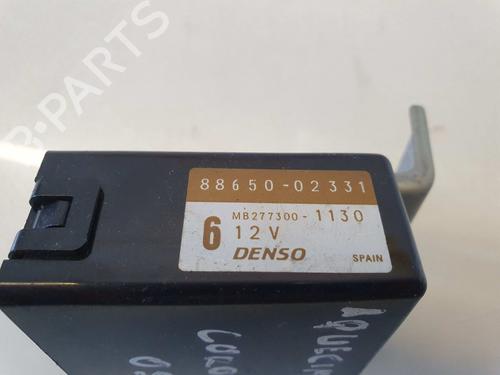 B-PARTS
88650-02331
MB277300-1130
6 12V
DENSO
SPAIN